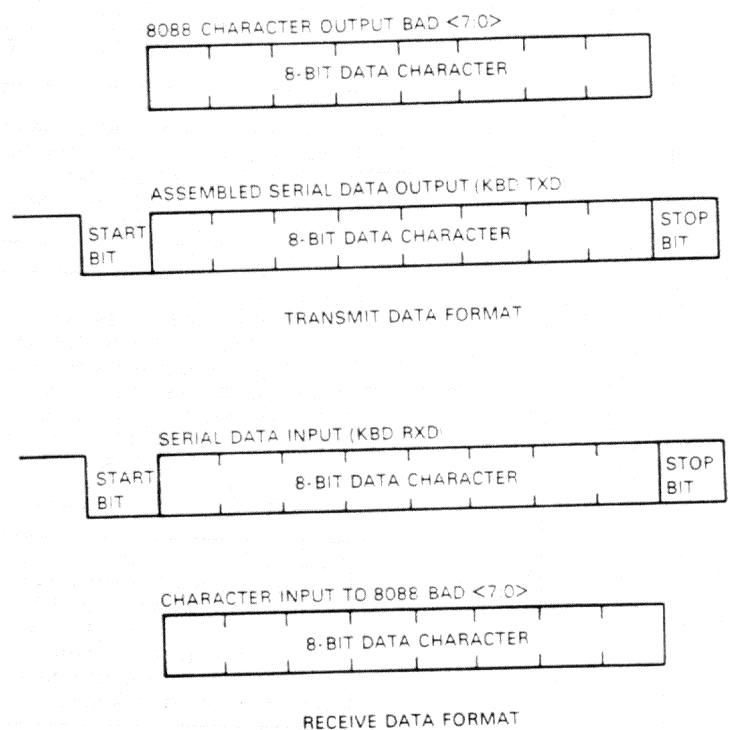 8088 CHARACTER OUTPUT BAD <7:0>
8-BIT DATA CHARACTER
ASSEMBLED SERIAL DATA OUTPUT (KBD TXD)
START
BIT
8-BIT DATA CHARACTER
STOP
BIT
TRANSMIT DATA FORMAT
SERIAL DATA INPUT (KBD RXD)
START
BIT
8-BIT DATA CHARACTER
STOP
BIT
CHARACTER INPUT TO 8088 BAD <7:0>
8-BIT DATA CHARACTER
RECEIVE DATA FORMAT